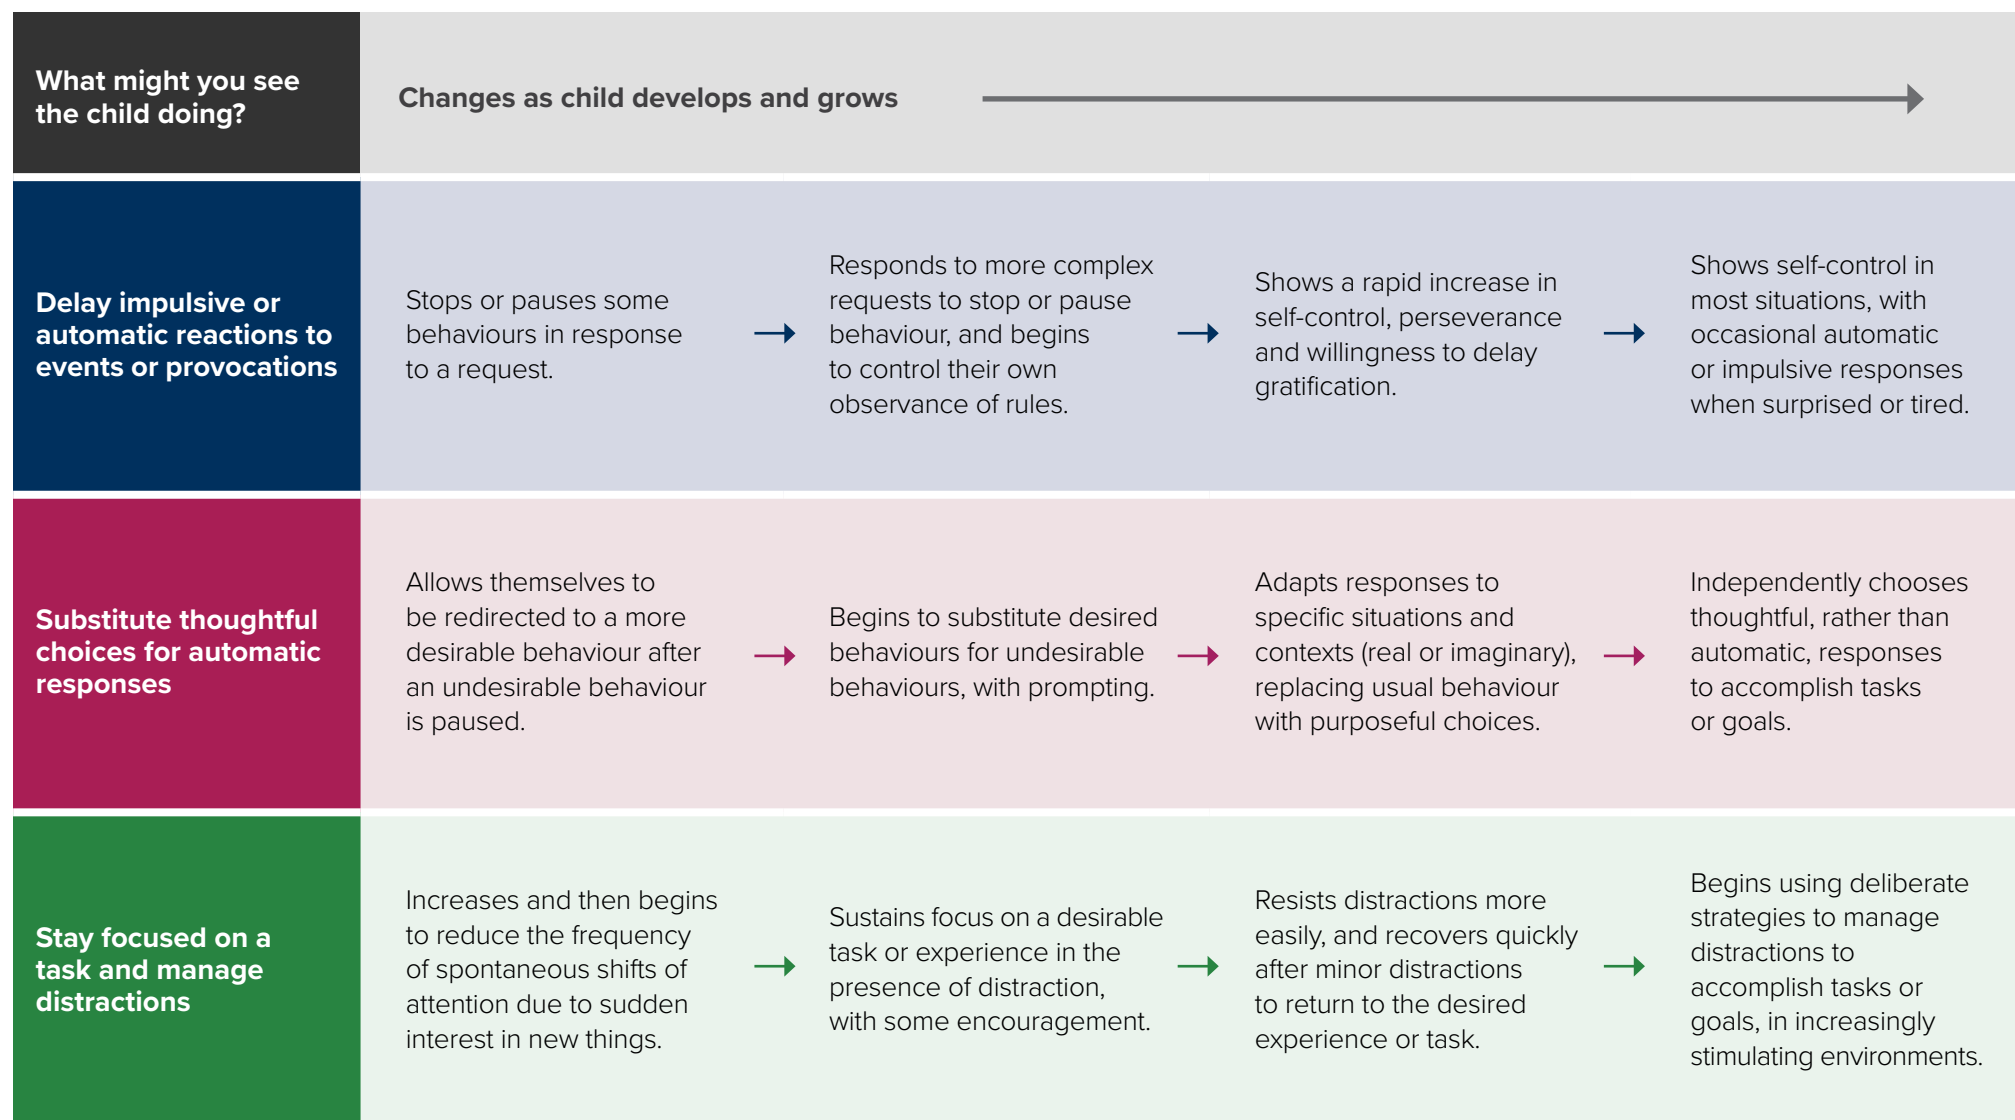 What might you see
the child doing?
Changes as child develops and grows
Delay impulsive or
automatic reactions to
events or provocations
Stops or pauses some
behaviours in response
to a request.
Responds to more complex
requests to stop or pause
behaviour, and begins
to control their own
observance of rules.
Shows a rapid increase in
self-control, perseverance
and willingness to delay
gratification.
Shows self-control in
most situations, with
occasional automatic
or impulsive responses
when surprised or tired.
Substitute thoughtful
choices for automatic
responses
Allows themselves to
be redirected to a more
desirable behaviour after
an undesirable behaviour
is paused.
Begins to substitute desired
behaviours for undesirable
behaviours, with prompting.
Adapts responses to
specific situations and
contexts (real or imaginary),
replacing usual behaviour
with purposeful choices.
Independently chooses
thoughtful, rather than
automatic, responses
to accomplish tasks
or goals.
Stay focused on a
task and manage
distractions
Increases and then begins
to reduce the frequency
of spontaneous shifts of
attention due to sudden
interest in new things.
Sustains focus on a desirable
task or experience in the
presence of distraction,
with some encouragement.
Resists distractions more
easily, and recovers quickly
after minor distractions
to return to the desired
experience or task.
Begins using deliberate
strategies to manage
distractions to
accomplish tasks or
goals, in increasingly
stimulating environments.